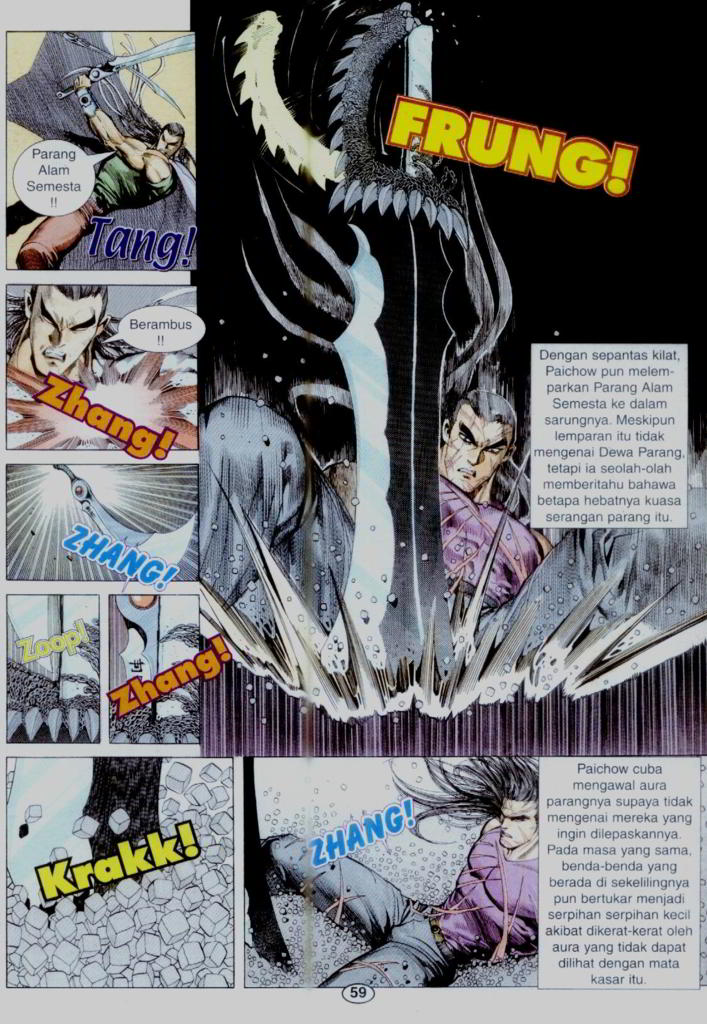 Parang
Alam
Semesta
!!
Tang!
FRUNG!
Berambus
!!
Zhang!
ZHANG!
Zoop!
Zhang!
Dengan sepantas kilat,
Paichow pun melem-
parkan Parang Alam
Semesta ke dalam
sarungnya. Meskipun
lemparan itu tidak
mengenai Dewa Parang,
tetapi ia seolah-olah
memberitahu bahawa
betapa hebatnya kuasa
serangan parang itu.
Krakk!
ZHANG!
Paichow cuba
mengawal aura
parangnya supaya tidak
mengenai mereka yang
ingin dilepaskannya.
Pada masa yang sama,
benda-benda yang
berada di sekelilingnya
pun bertukar menjadi
serpihan serpihan kecil
akibat dikerat-kerat oleh
aura yang tidak dapat
dilihat dengan mata
kasar itu.
59